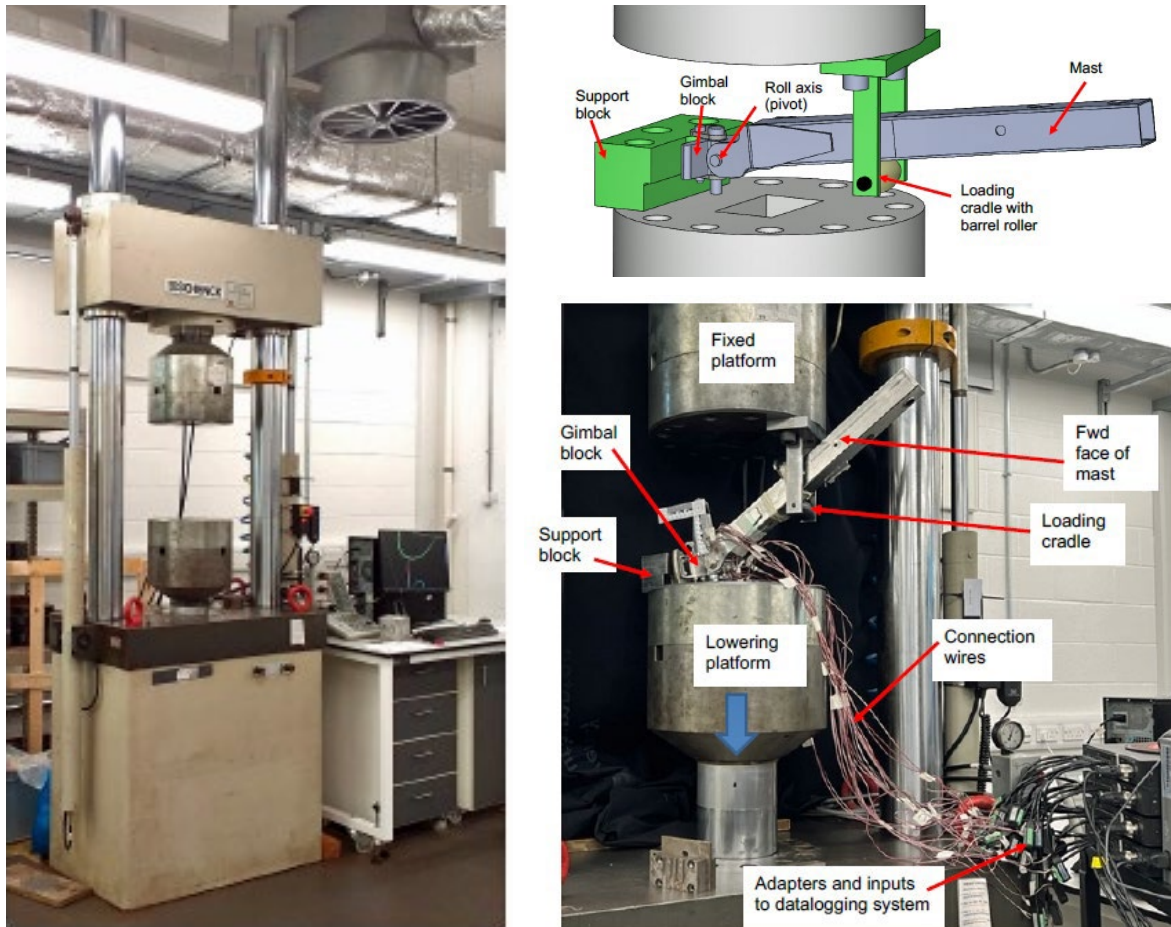 SCHENCK
Support
block
Gimbal
block
Roll axis
(pivot)
Mast
Loading
cradle with
barrel roller
Fixed
platform
Gimbal
block
Support
block
Fwd
face of
mast
Loading
cradle
Lowering
platform
Connection
wires
Adapters and inputs
to datalogging system